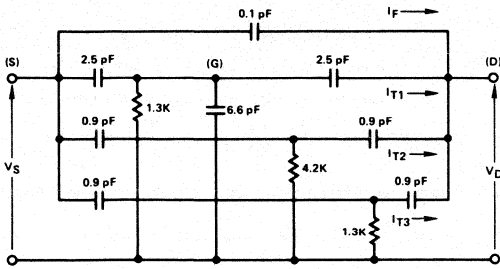 0.1 pF
I_F
(S)
2.5 pF
(G)
2.5 pF
(D)
I_T1
1.3K
6.6 pF
0.9 pF
0.9 pF
I_T2
V_S
4.2K
V_D
0.9 pF
0.9 pF
1.3K
I_T3